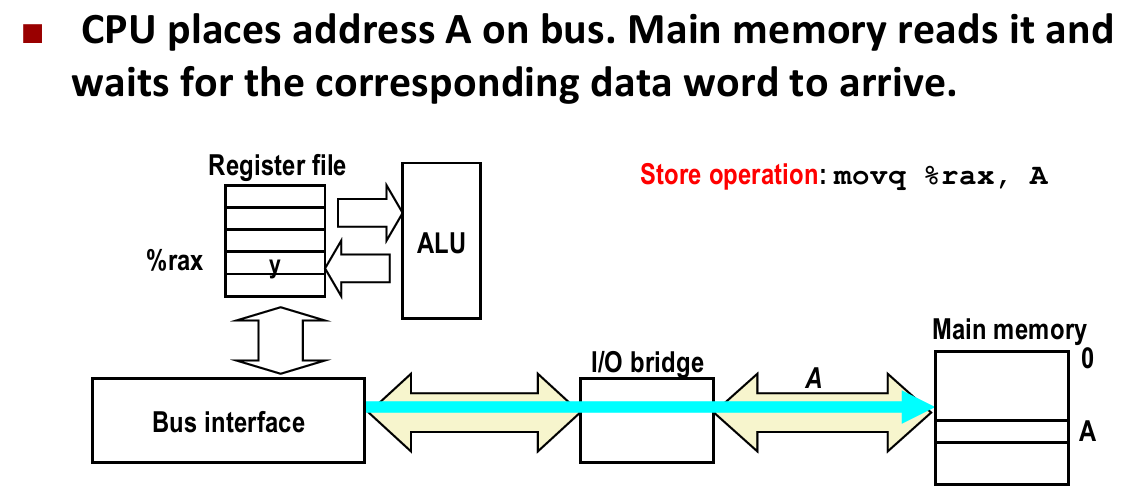 CPU places address A on bus. Main memory reads it and
waits for the corresponding data word to arrive.
Register file
Store operation: movq %rax, A
ALU
%rax
y
Main memory
0
I/O bridge
A
Bus interface
A